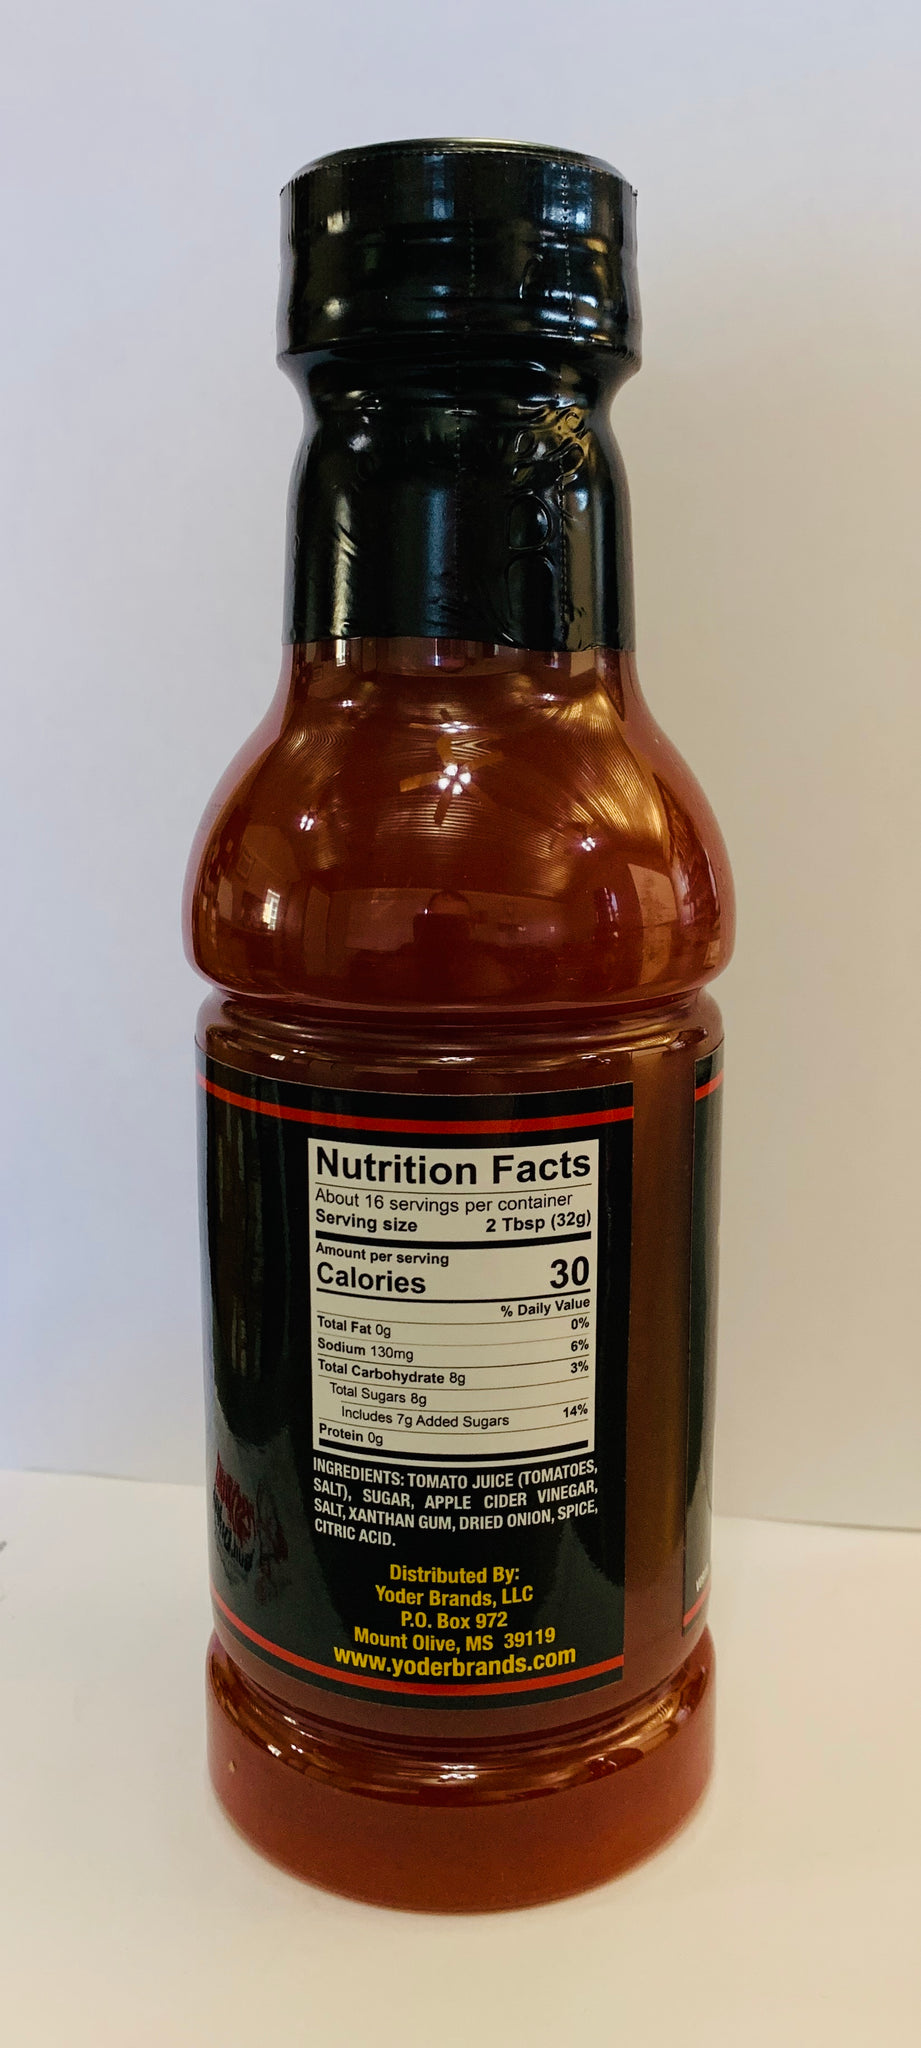 Nutrition Facts
About 16 servings per container
Serving size 2 Tbsp (32g)
Amount per serving
Calories 30
% Daily Value
Total Fat 0g 0%
Sodium 130mg 6%
Total Carbohydrate 8g 3%
Total Sugars 8g
Includes 7g Added Sugars 14%
Protein 0g
INGREDIENTS: TOMATO JUICE (TOMATOES,
SALT), SUGAR, APPLE CIDER VINEGAR,
SALT, XANTHAN GUM, DRIED ONION, SPICE,
CITRIC ACID.
Distributed By:
Yoder Brands, LLC
P.O. Box 972
Mount Olive, MS 39119
www.yoderbrands.com